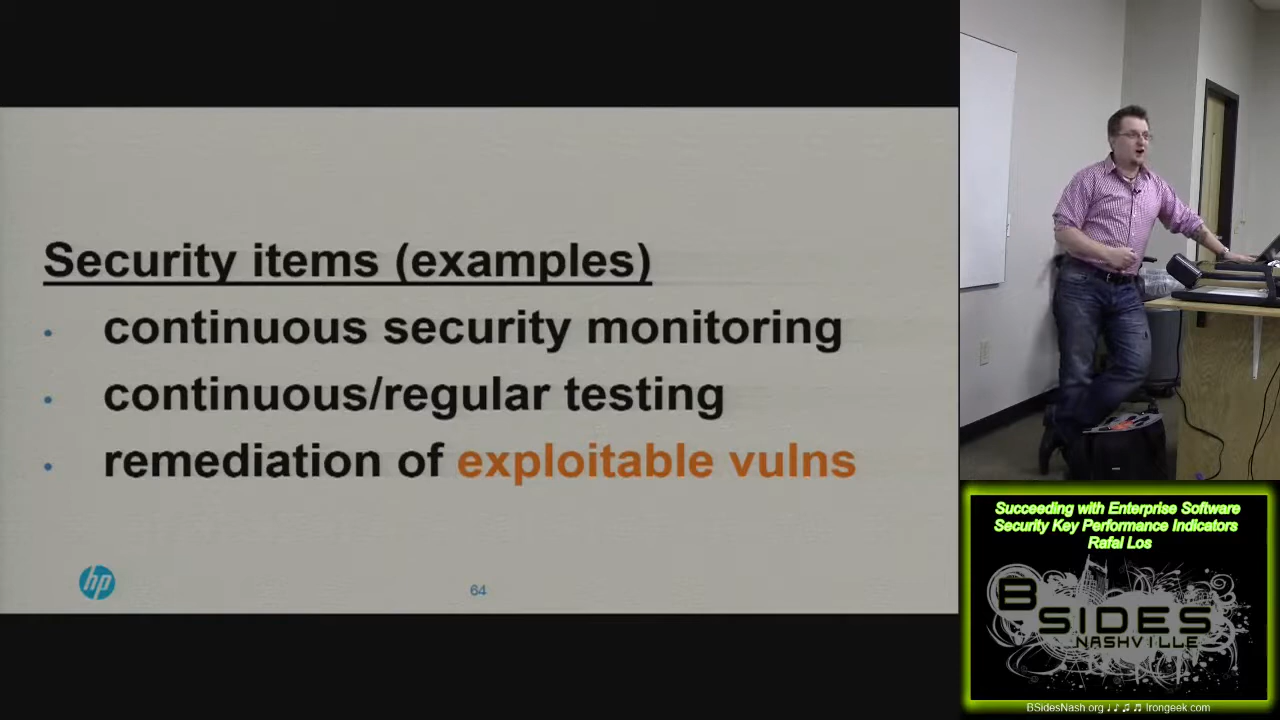 Security items (examples)
• continuous security monitoring
• continuous/regular testing
• remediation of exploitable vulns
hp
64
Succeeding with Enterprise Software
Security Key Performance Indicators
Rafal Los
B
SIDES
NASHVILLE
BSidesNash.org ♩♪♫♬ Irongeek.com